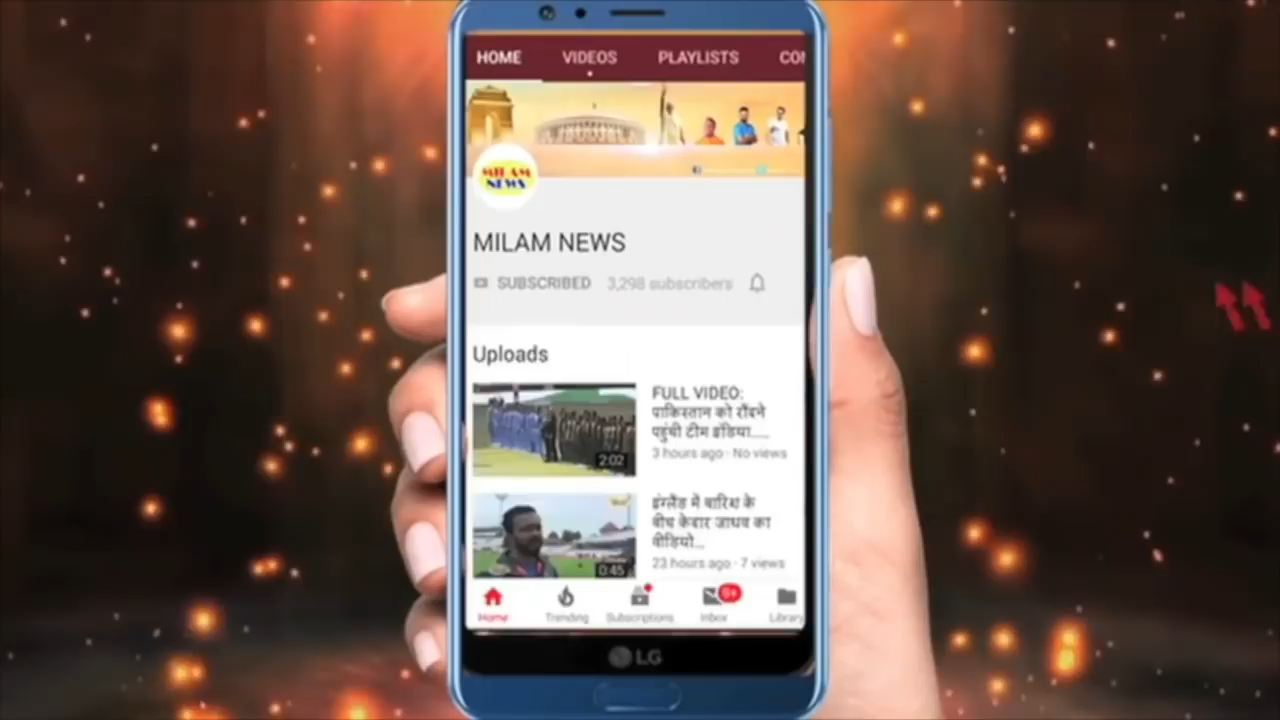 HOME VIDEOS PLAYLISTS COM
MILAM
NEWS
MILAM NEWS
SUBSCRIBED 3,298 subscribers
Uploads
FULL VIDEO:
पाकिस्तान को रौंदने
पहुंची टीम इंडिया.....
3 hours ago · No views
2:02
इंग्लैंड में बारिश के
बीच केदार जाधव का
वीडियो...
23 hours ago · 7 views
0:45
9+
Home Trending Subscriptions Inbox Library
LG